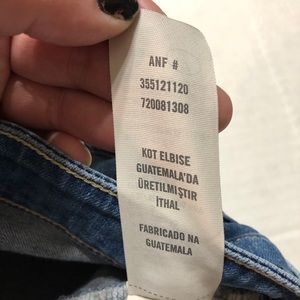 ANF #
355121120
720081308
KOT ELBISE
GUATEMALA'DA
ÜRETILMIŞTIR
ITHAL
FABRICADO NA
GUATEMALA